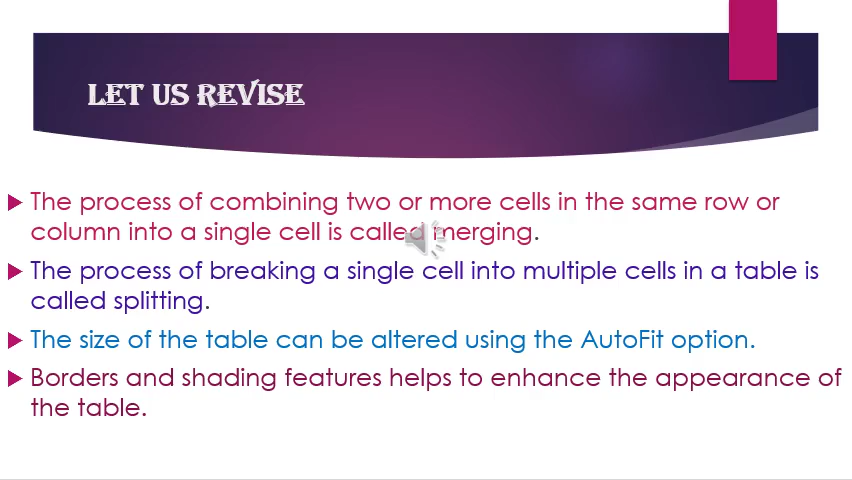 LET US REVISE
The process of combining two or more cells in the same row or
column into a single cell is called merging.
The process of breaking a single cell into multiple cells in a table is
called splitting.
The size of the table can be altered using the AutoFit option.
Borders and shading features helps to enhance the appearance of
the table.